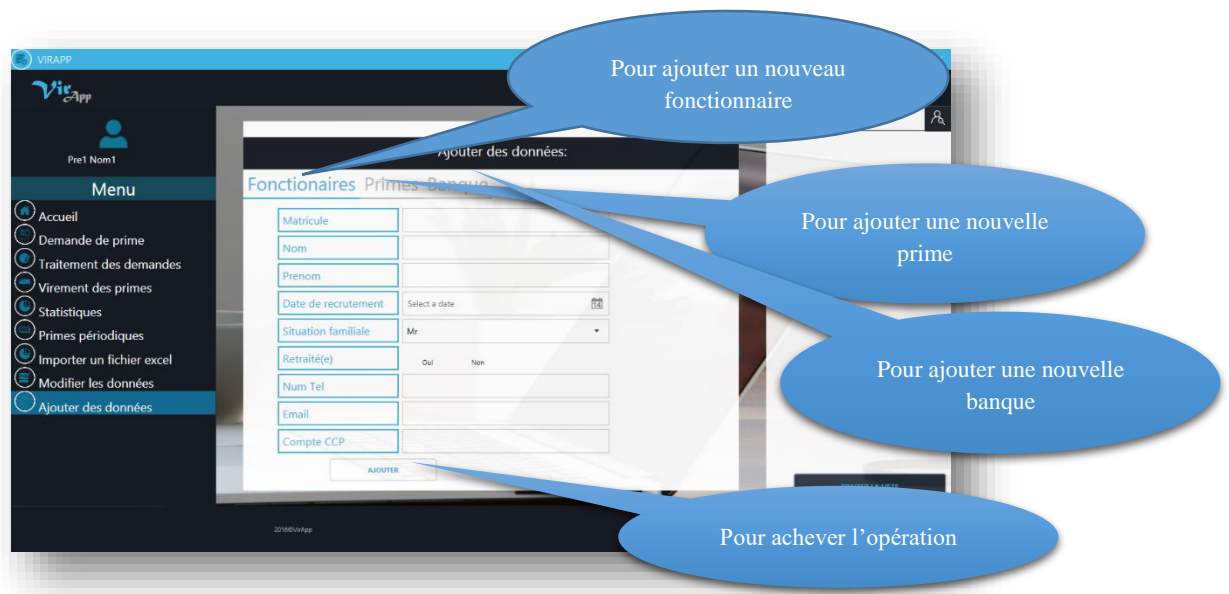 VIRAPP
VirApp
Pre1 Nom1
Menu
Accueil
Demande de prime
Traitement des demandes
Virement des primes
Statistiques
Primes périodiques
Importer un fichier excel
Modifier les données
Ajouter des données
Ajouter des données:
Fonctionaires Primes Banque
Matricule
Nom
Prenom
Date de recrutement Select a date 14
Situation familiale Mr
Retraité(e) Oui Non
Num Tel
Email
Compte CCP
AJOUTER
2016©VirApp
Pour ajouter un nouveau
fonctionnaire
Pour ajouter une nouvelle
prime
Pour ajouter une nouvelle
banque
Pour achever l’opération